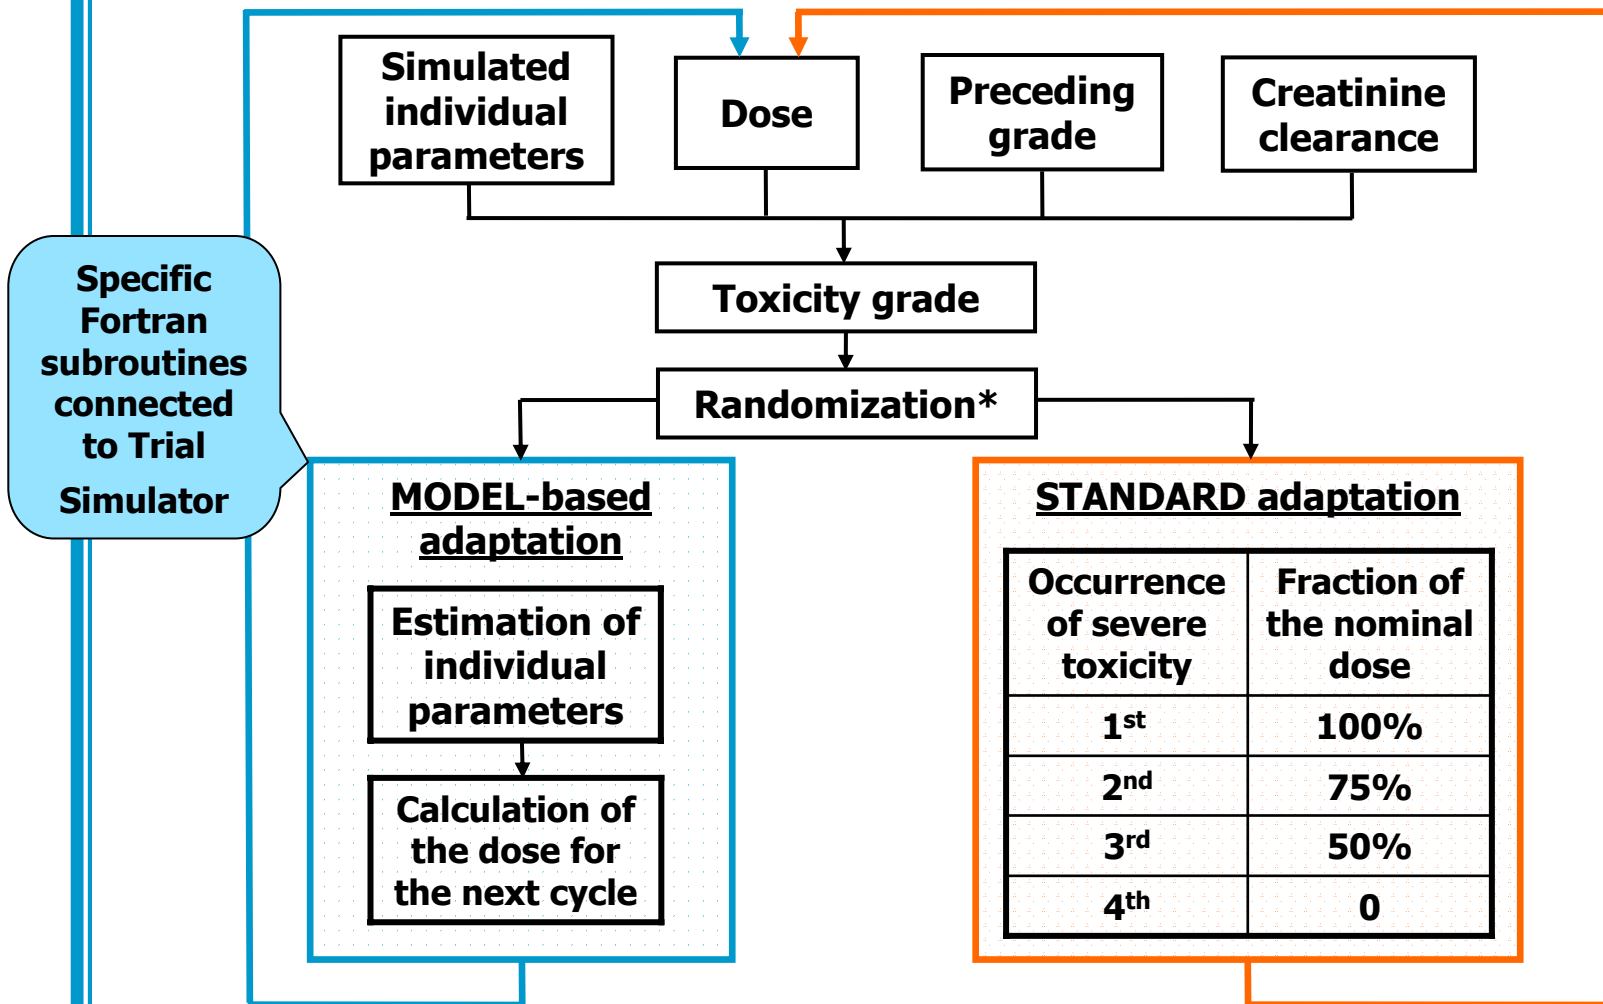 Simulated
individual
parameters
Dose
Preceding
grade
Creatinine
clearance
Specific
Fortran
subroutines
connected
to Trial
Simulator
Toxicity grade
Randomization*
MODEL-based
adaptation
Estimation of
individual
parameters
Calculation of
the dose for
the next cycle
STANDARD adaptation
Occurrence
of severe
toxicity
Fraction of
the nominal
dose
1st 100%
2nd 75%
3rd 50%
4th 0